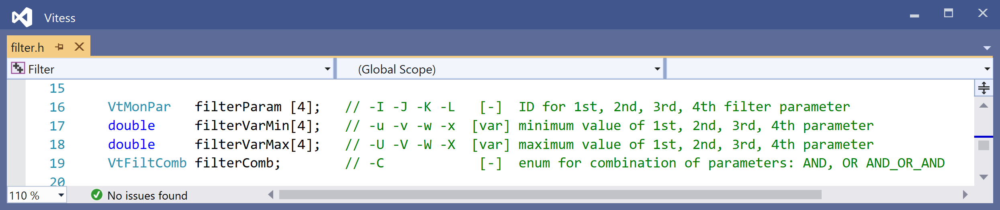 Vitess
filter.h
Filter (Global Scope)
15
16 VtMonPar filterParam [4]; // -I -J -K -L [-] ID for 1st, 2nd, 3rd, 4th filter parameter
17 double filterVarMin[4]; // -u -v -w -x [var] minimum value of 1st, 2nd, 3rd, 4th parameter
18 double filterVarMax[4]; // -U -V -W -X [var] maximum value of 1st, 2nd, 3rd, 4th parameter
19 VtFiltComb filterComb; // -C [-] enum for combination of parameters: AND, OR AND_OR_AND
20
110 % No issues found